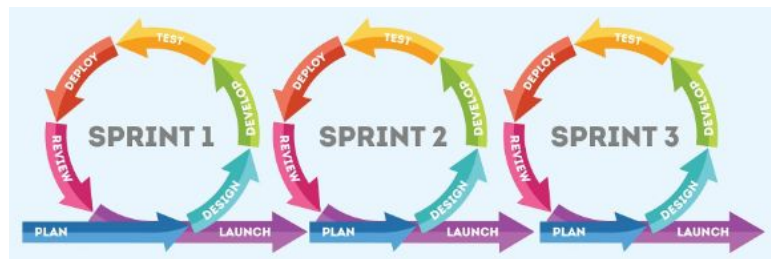 SPRINT 1
PLAN
DESIGN
DEVELOP
TEST
DEPLOY
REVIEW
LAUNCH
SPRINT 2
PLAN
DESIGN
DEVELOP
TEST
DEPLOY
REVIEW
LAUNCH
SPRINT 3
PLAN
DESIGN
DEVELOP
TEST
DEPLOY
REVIEW
LAUNCH